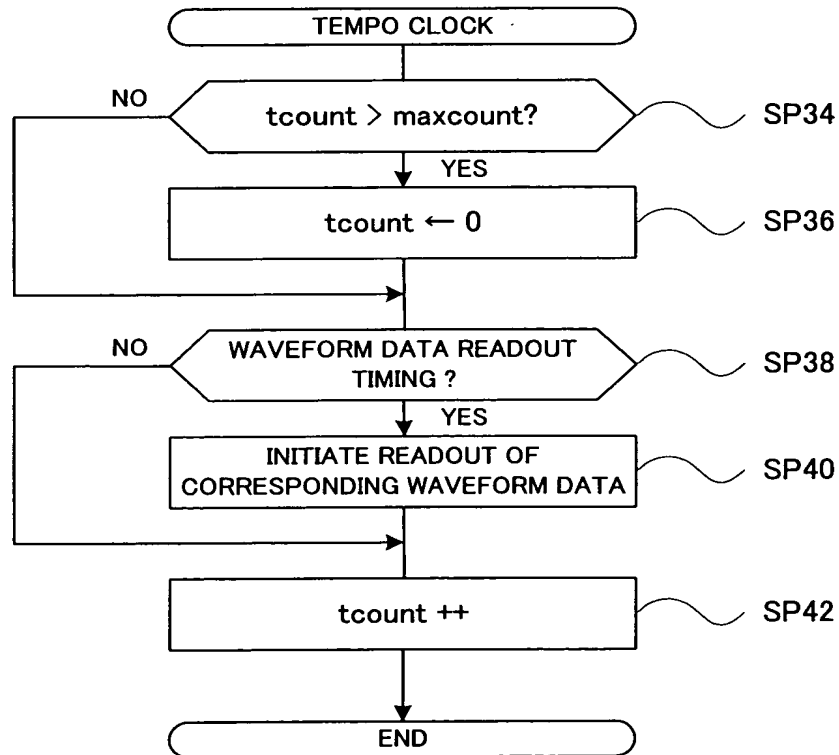 TEMPO CLOCK
NO
tcount > maxcount?
SP34
YES
tcount ← 0
SP36
NO
WAVEFORM DATA READOUT
TIMING ?
SP38
YES
INITIATE READOUT OF
CORRESPONDING WAVEFORM DATA
SP40
tcount ++
SP42
END